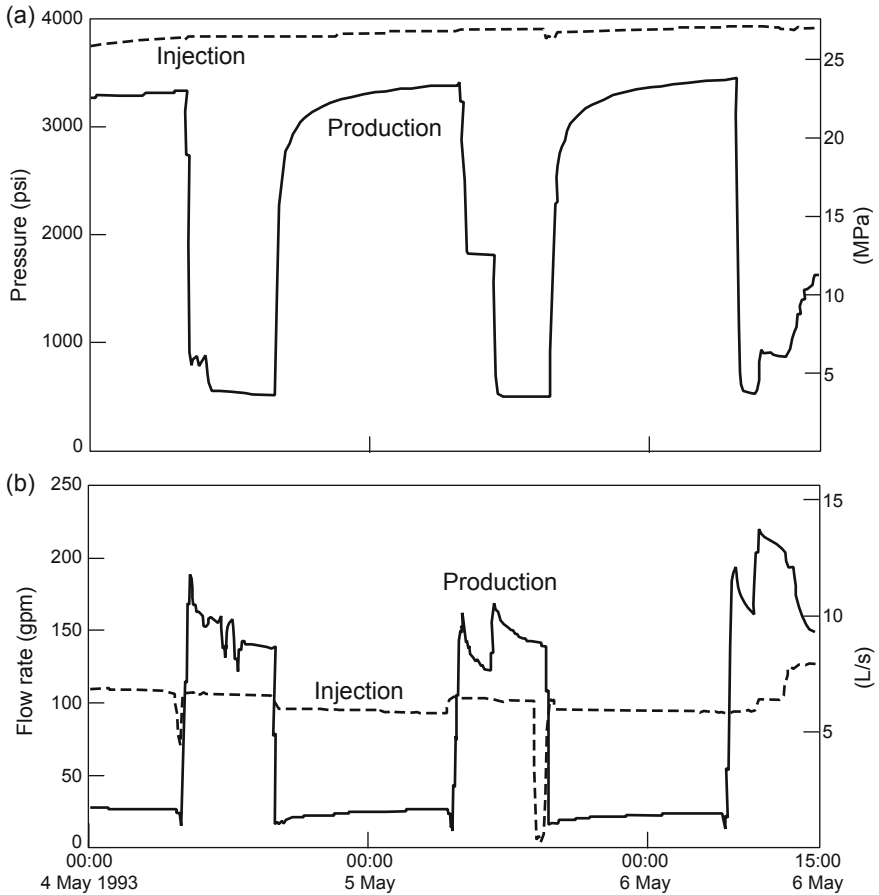 (a)
4000
3000
2000
1000
0
Pressure (psi)
Injection
Production
25
20
15
10
5
(MPa)
(b)
250
200
150
100
50
0
Flow rate (gpm)
Production
Injection
15
10
5
(L/s)
00:00 00:00 00:00 15:00
4 May 1993 5 May 6 May 6 May